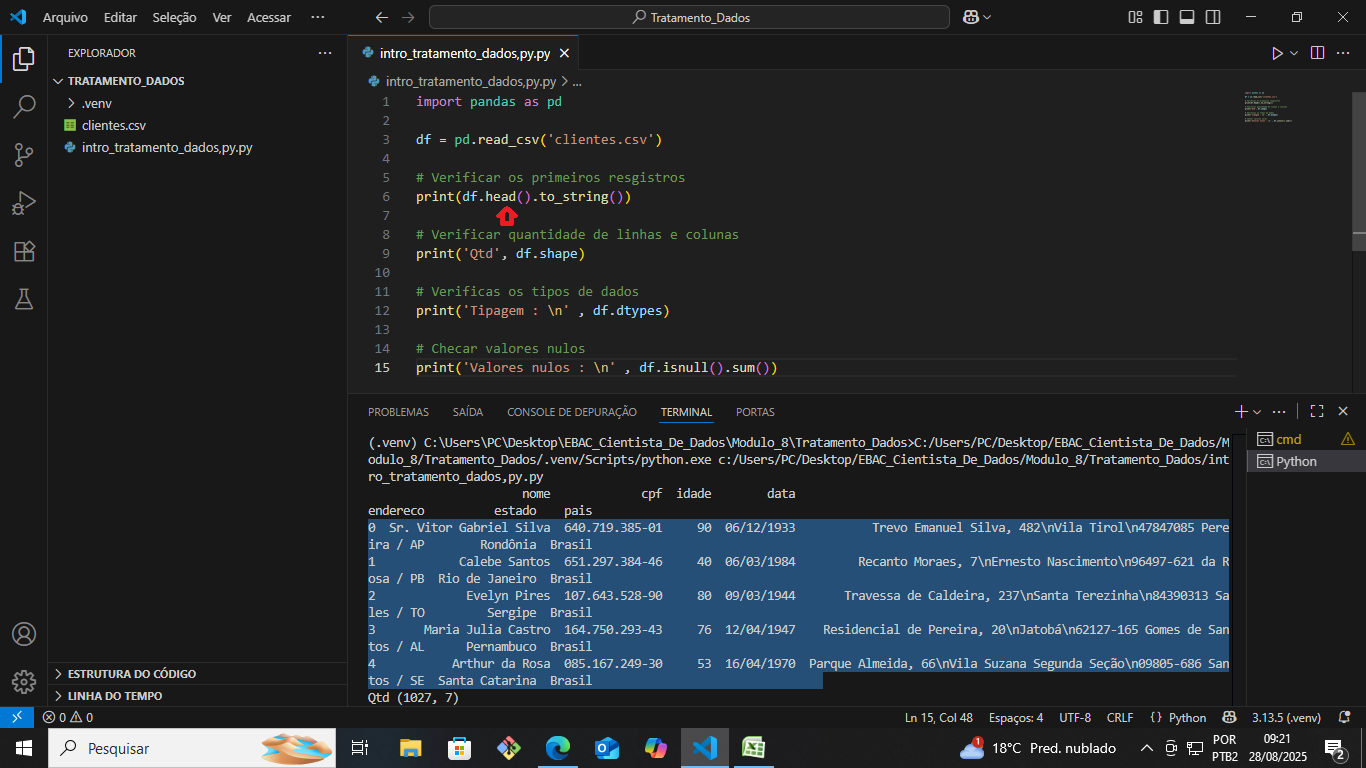 Arquivo Editar Seleção Ver Acessar ··· Tratamento_Dados
EXPLORADOR ···
TRATAMENTO_DADOS
.venv
clientes.csv
intro_tratamento_dados,py.py
ESTRUTURA DO CÓDIGO
LINHA DO TEMPO
intro_tratamento_dados,py.py
intro_tratamento_dados,py.py > ...
1 import pandas as pd
2
3 df = pd.read_csv('clientes.csv')
4
5 # Verificar os primeiros resgistros
6 print(df.head().to_string())
7
8 # Verificar quantidade de linhas e colunas
9 print('Qtd', df.shape)
10
11 # Verificas os tipos de dados
12 print('Tipagem : \n' , df.dtypes)
13
14 # Checar valores nulos
15 print('Valores nulos : \n' , df.isnull().sum())
PROBLEMAS SAÍDA CONSOLE DE DEPURAÇÃO TERMINAL PORTAS
(.venv) C:\Users\PC\Desktop\EBAC_Cientista_De_Dados\Modulo_8\Tratamento_Dados>C:/Users/PC/Desktop/EBAC_Cientista_De_Dados/M
odulo_8/Tratamento_Dados/.venv/Scripts/python.exe c:/Users/PC/Desktop/EBAC_Cientista_De_Dados/Modulo_8/Tratamento_Dados/int
ro_tratamento_dados,py.py
nome cpf idade data
endereco estado pais
0 Sr. Vitor Gabriel Silva 640.719.385-01 90 06/12/1933 Trevo Emanuel Silva, 482\nVila Tirol\n47847085 Pere
ira / AP Rondônia Brasil
1 Calebe Santos 651.297.384-46 40 06/03/1984 Recanto Moraes, 7\nErnesto Nascimento\n96497-621 da R
osa / PB Rio de Janeiro Brasil
2 Evelyn Pires 107.643.528-90 80 09/03/1944 Travessa de Caldeira, 237\nSanta Terezinha\n84390313 Sa
les / TO Sergipe Brasil
3 Maria Julia Castro 164.750.293-43 76 12/04/1947 Residencial de Pereira, 20\nJatobá\n62127-165 Gomes de San
tos / AL Pernambuco Brasil
4 Arthur da Rosa 085.167.249-30 53 16/04/1970 Parque Almeida, 66\nVila Suzana Segunda Seção\n09805-686 San
tos / SE Santa Catarina Brasil
Qtd (1027, 7)
cmd
Python
0 0 Ln 15, Col 48 Espaços: 4 UTF-8 CRLF {} Python 3.13.5 (.venv)
Pesquisar 1 18°C Pred. nublado POR 09:21
PTB2 28/08/2025 2